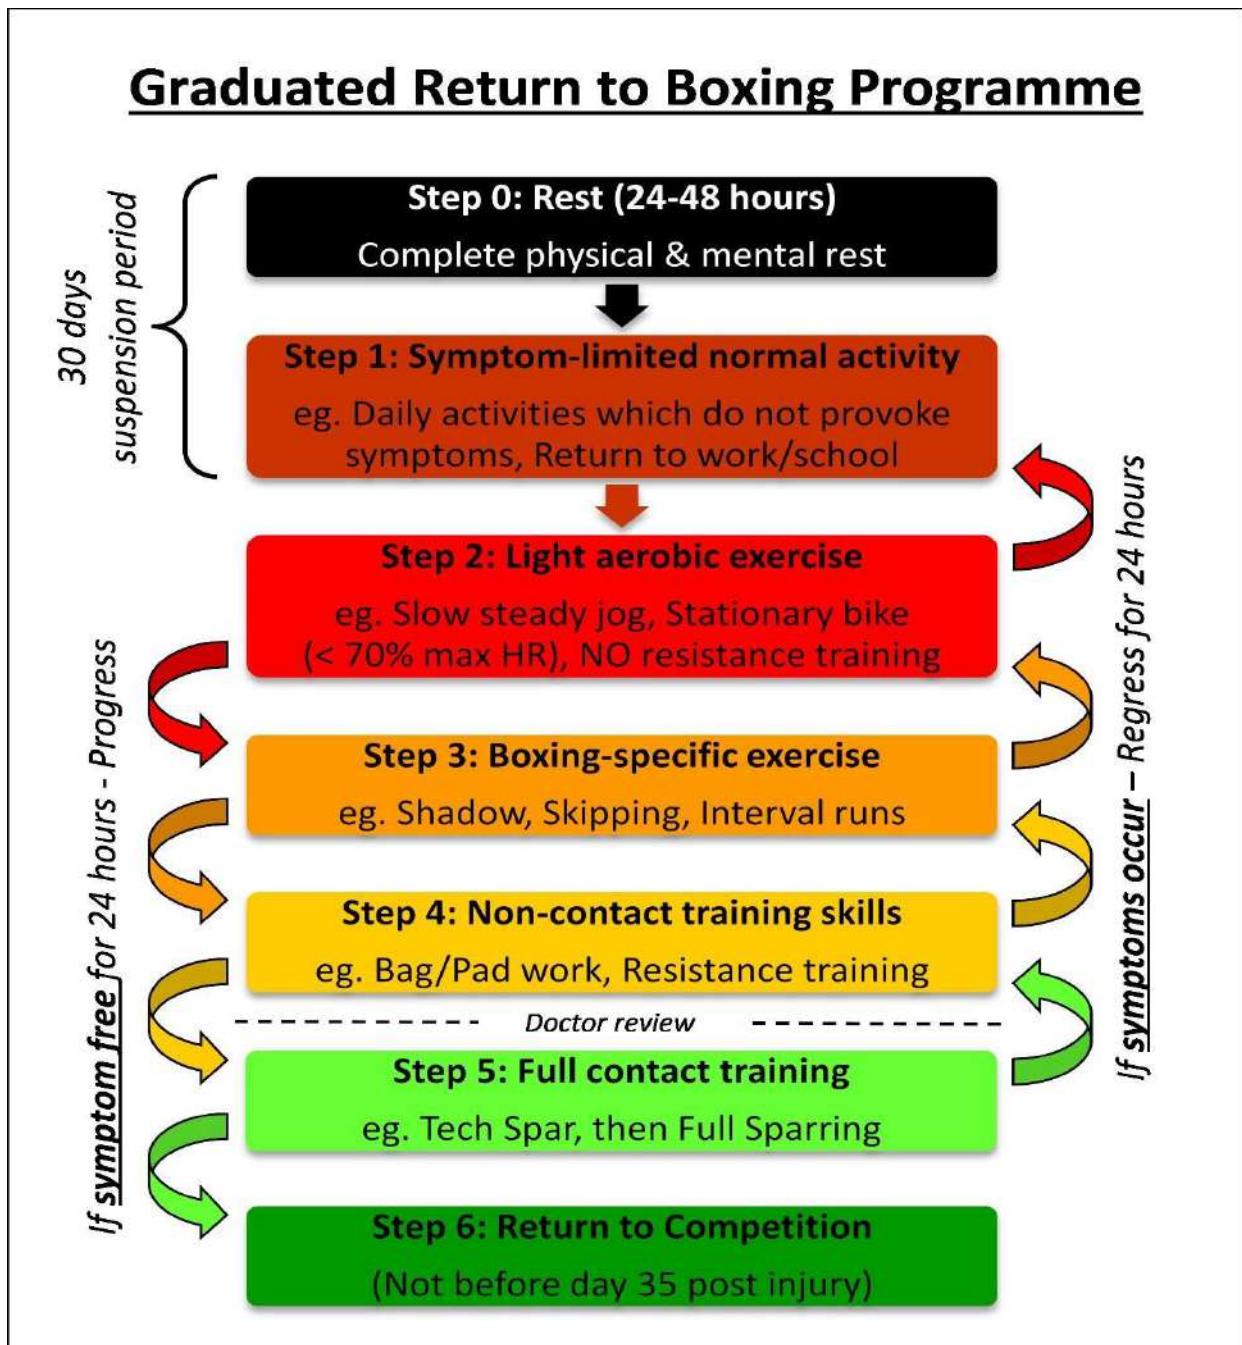 Graduated Return to Boxing Programme
30 days
suspension period
Step 0: Rest (24-48 hours)
Complete physical & mental rest
Step 1: Symptom-limited normal activity
eg. Daily activities which do not provoke
symptoms, Return to work/school
Step 2: Light aerobic exercise
eg. Slow steady jog, Stationary bike
(< 70% max HR), NO resistance training
Step 3: Boxing-specific exercise
eg. Shadow, Skipping, Interval runs
Step 4: Non-contact training skills
eg. Bag/Pad work, Resistance training
Doctor review
Step 5: Full contact training
eg. Tech Spar, then Full Sparring
Step 6: Return to Competition
(Not before day 35 post injury)
If symptom free for 24 hours - Progress
If symptoms occur – Regress for 24 hours